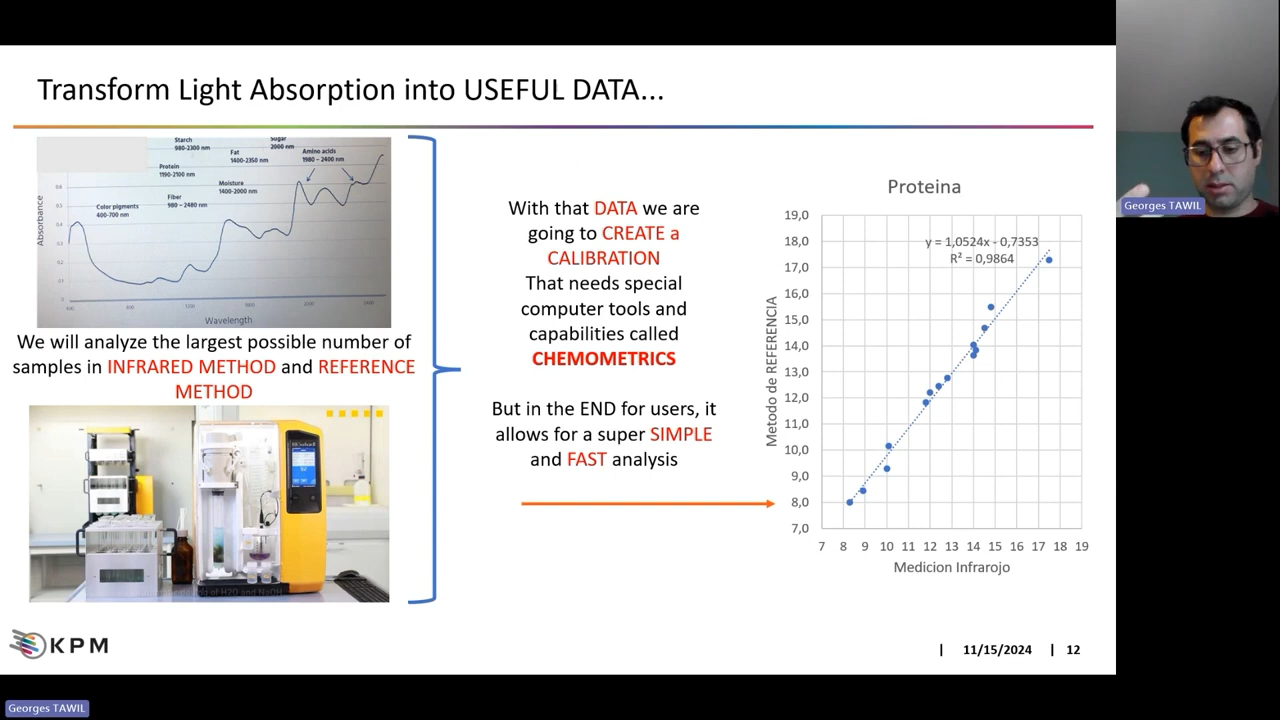 Transform Light Absorption into USEFUL DATA...
Starch
980-2300 nm
Sugar
2000 nm
Fat
1400-2350 nm
Amino acids
1980 – 2400 nm
Protein
1190-2100 nm
Moisture
1400-2000 nm
Fiber
980 – 2480 nm
Color pigments
400-700 nm
Absorbance
Wavelength
We will analyze the largest possible number of
samples in INFRARED METHOD and REFERENCE
METHOD
of H2O and NaOH
With that DATA we are
going to CREATE a
CALIBRATION
That needs special
computer tools and
capabilities called
CHEMOMETRICS
But in the END for users, it
allows for a super SIMPLE
and FAST analysis
Proteina
y = 1,0524x - 0,7353
R² = 0,9864
Metodo de REFERENCIA
19,0
18,0
17,0
16,0
15,0
14,0
13,0
12,0
11,0
10,0
9,0
8,0
7,0
7 8 9 10 11 12 13 14 15 16 17 18 19
Medicion Infrarojo
KPM
| 11/15/2024 | 12
Georges TAWIL
Georges TAWIL